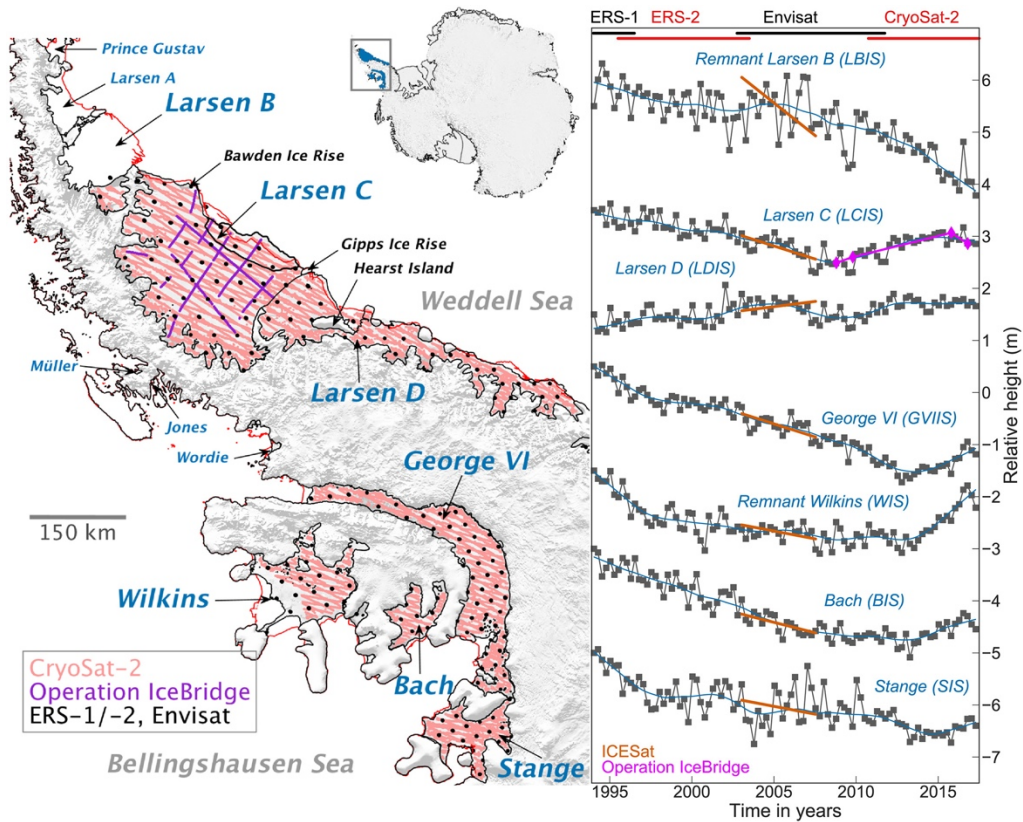 Prince Gustav
Larsen A
Larsen B
Bawden Ice Rise
Larsen C
Gipps Ice Rise
Hearst Island
Weddell Sea
Müller
Larsen D
Jones
Wordie
George VI
150 km
Wilkins
CryoSat-2
Operation IceBridge
ERS-1/-2, Envisat
Bach
Bellingshausen Sea
Stange
ERS-1 ERS-2 Envisat CryoSat-2
Remnant Larsen B (LBIS)
Larsen C (LCIS)
Larsen D (LDIS)
George VI (GVIIS)
Remnant Wilkins (WIS)
Bach (BIS)
Stange (SIS)
ICESat
Operation IceBridge
6
5
4
3
2
1
0
−1
−2
−3
−4
−5
−6
−7
Relative height (m)
1995 2000 2005 2010 2015
Time in years